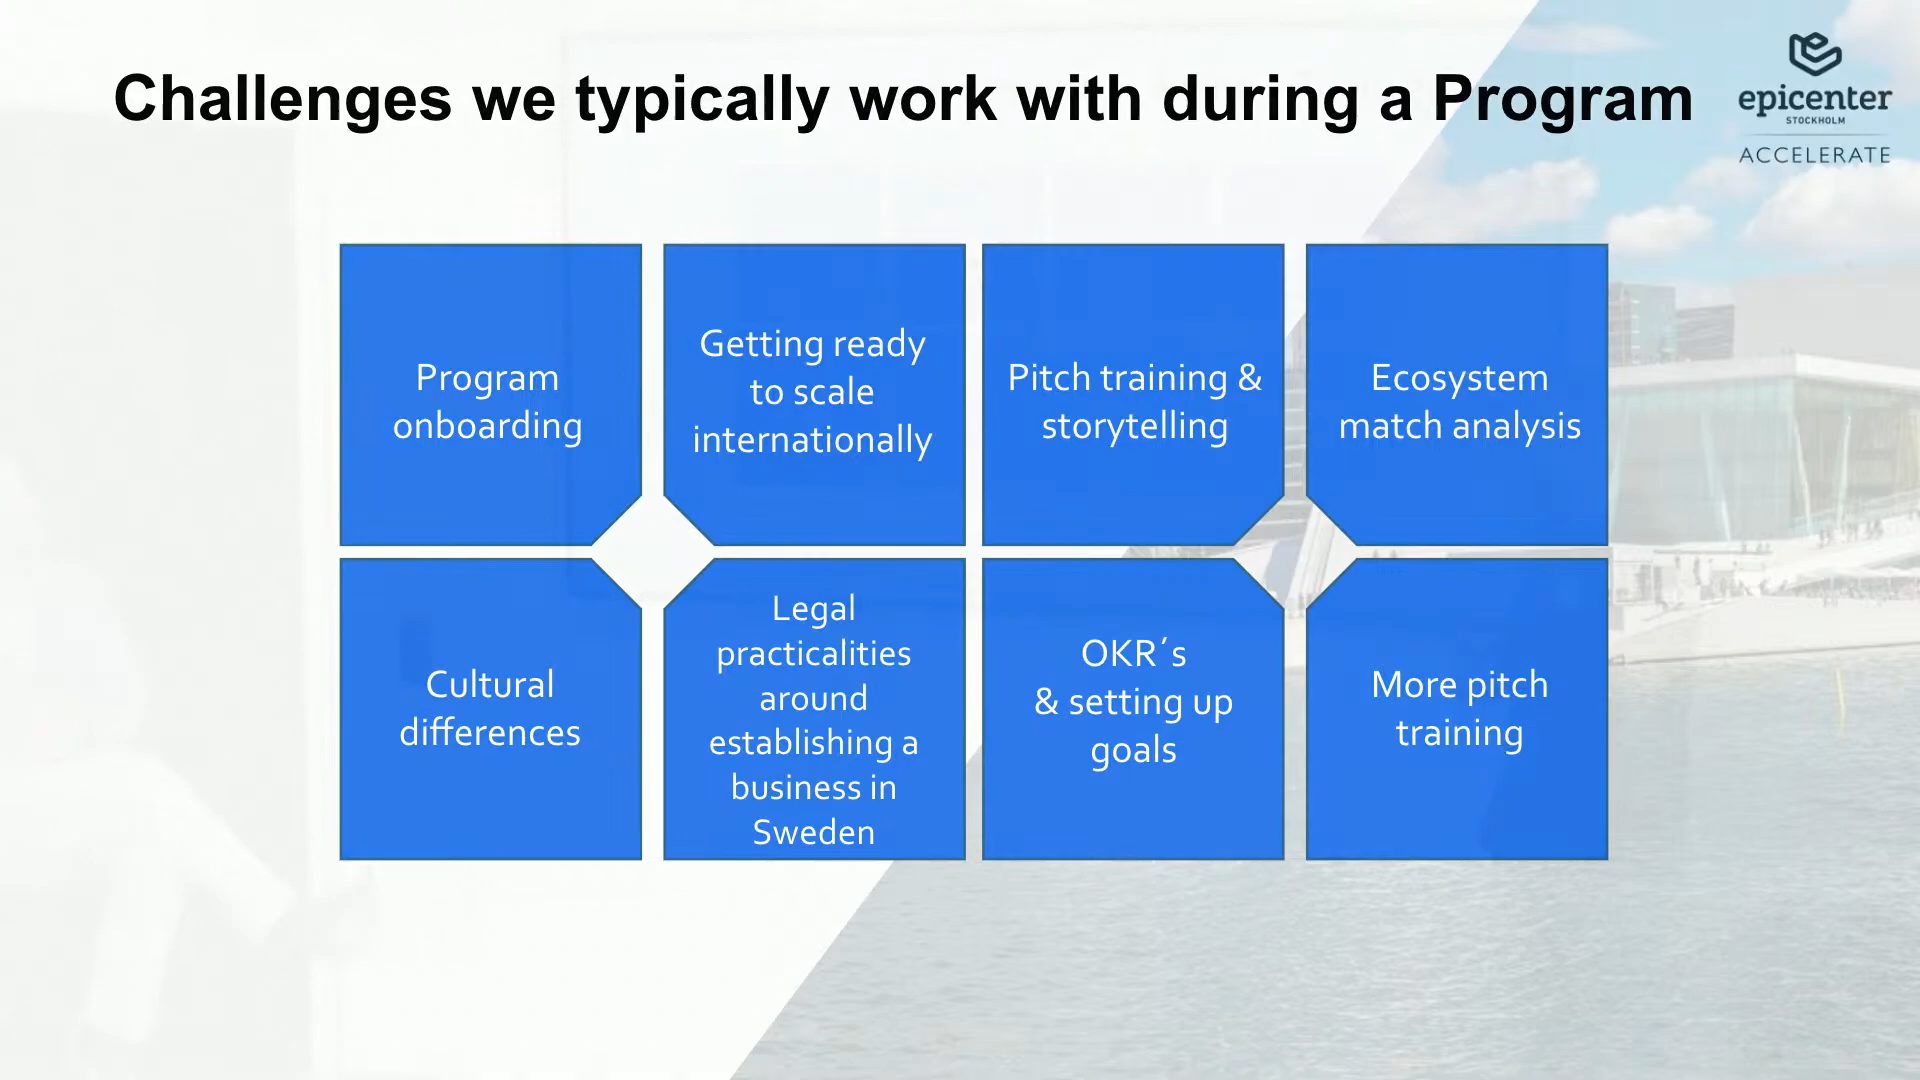 Challenges we typically work with during a Program
epicenter
STOCKHOLM
ACCELERATE
Program
onboarding
Getting ready
to scale
internationally
Pitch training &
storytelling
Ecosystem
match analysis
Cultural
differences
Legal
practicalities
around
establishing a
business in
Sweden
OKR´s
& setting up
goals
More pitch
training